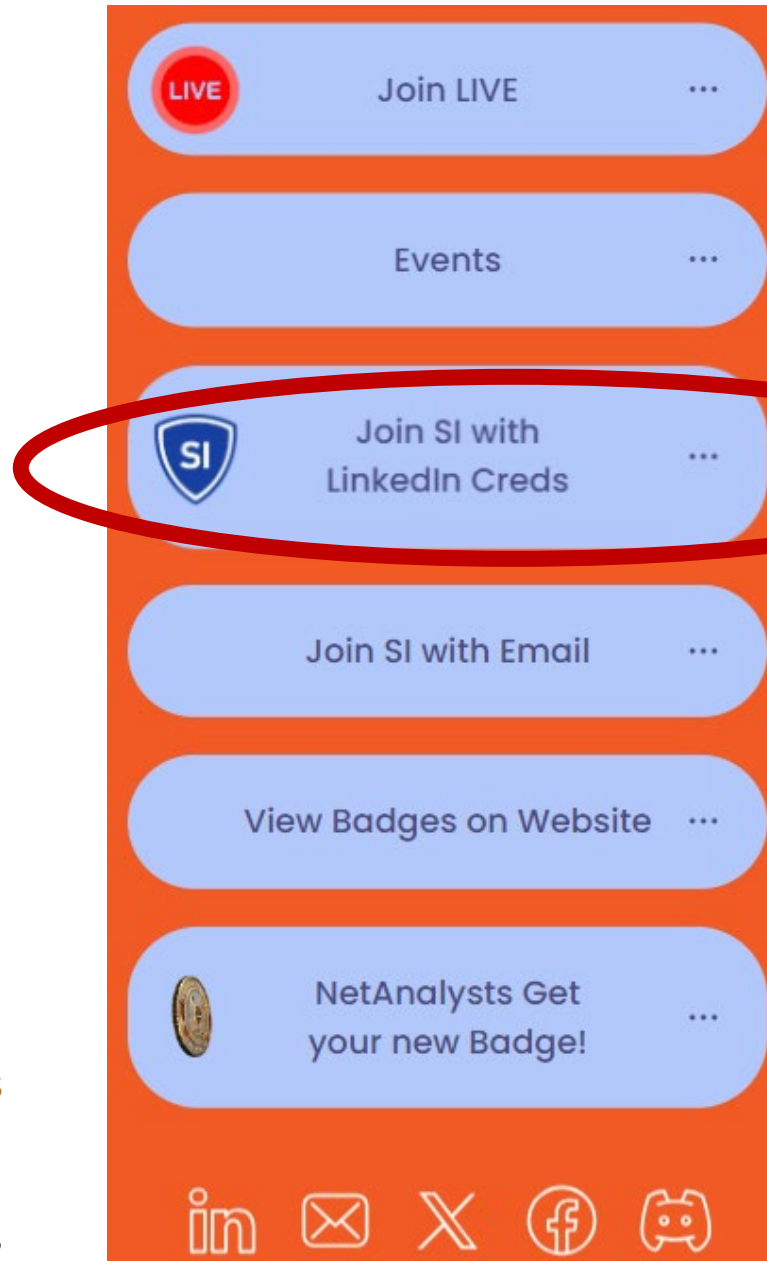 LIVE
Join LIVE
...
Events
...
SI
Join SI with
LinkedIn Creds
...
Join SI with Email
...
View Badges on Website
...
NetAnalysts Get
your new Badge!
...
s
in
X
f